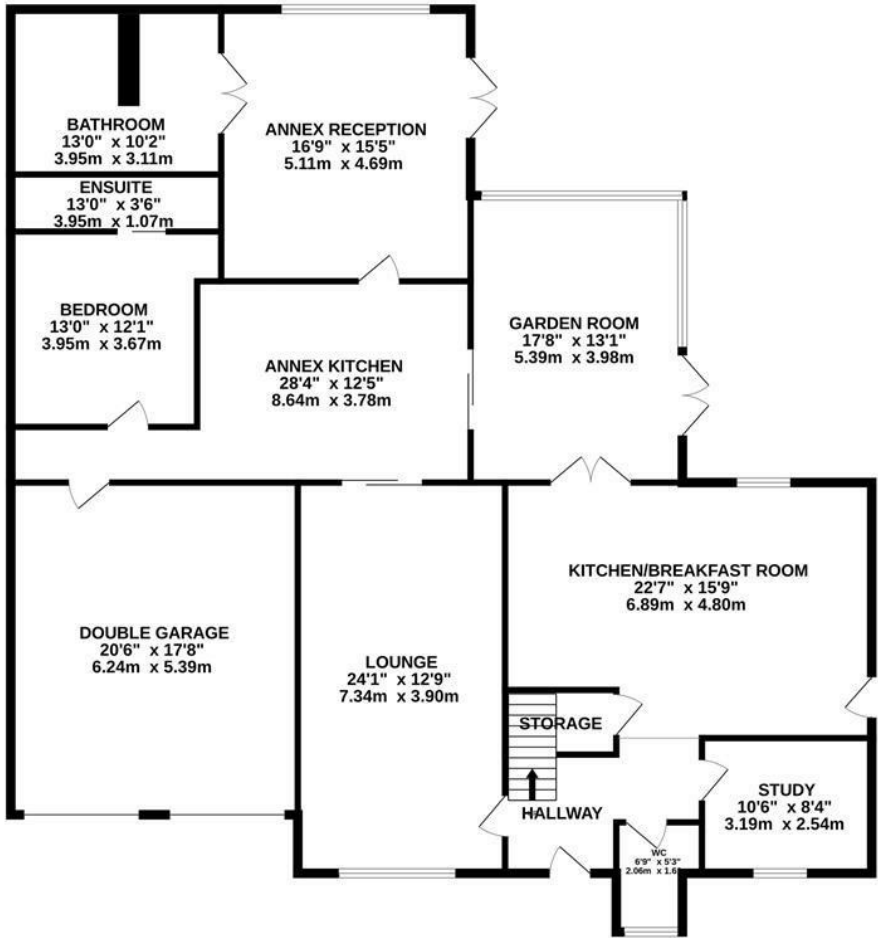 BATHROOM
13'0" x 10'2"
3.95m x 3.11m
ANNEX RECEPTION
16'9" x 15'5"
5.11m x 4.69m
ENSUITE
13'0" x 3'6"
3.95m x 1.07m
BEDROOM
13'0" x 12'1"
3.95m x 3.67m
GARDEN ROOM
17'8" x 13'1"
5.39m x 3.98m
ANNEX KITCHEN
28'4" x 12'5"
8.64m x 3.78m
KITCHEN/BREAKFAST ROOM
22'7" x 15'9"
6.89m x 4.80m
DOUBLE GARAGE
20'6" x 17'8"
6.24m x 5.39m
LOUNGE
24'1" x 12'9"
7.34m x 3.90m
STORAGE
HALLWAY
STUDY
10'6" x 8'4"
3.19m x 2.54m
WC
6'9" x 5'3"
2.06m x